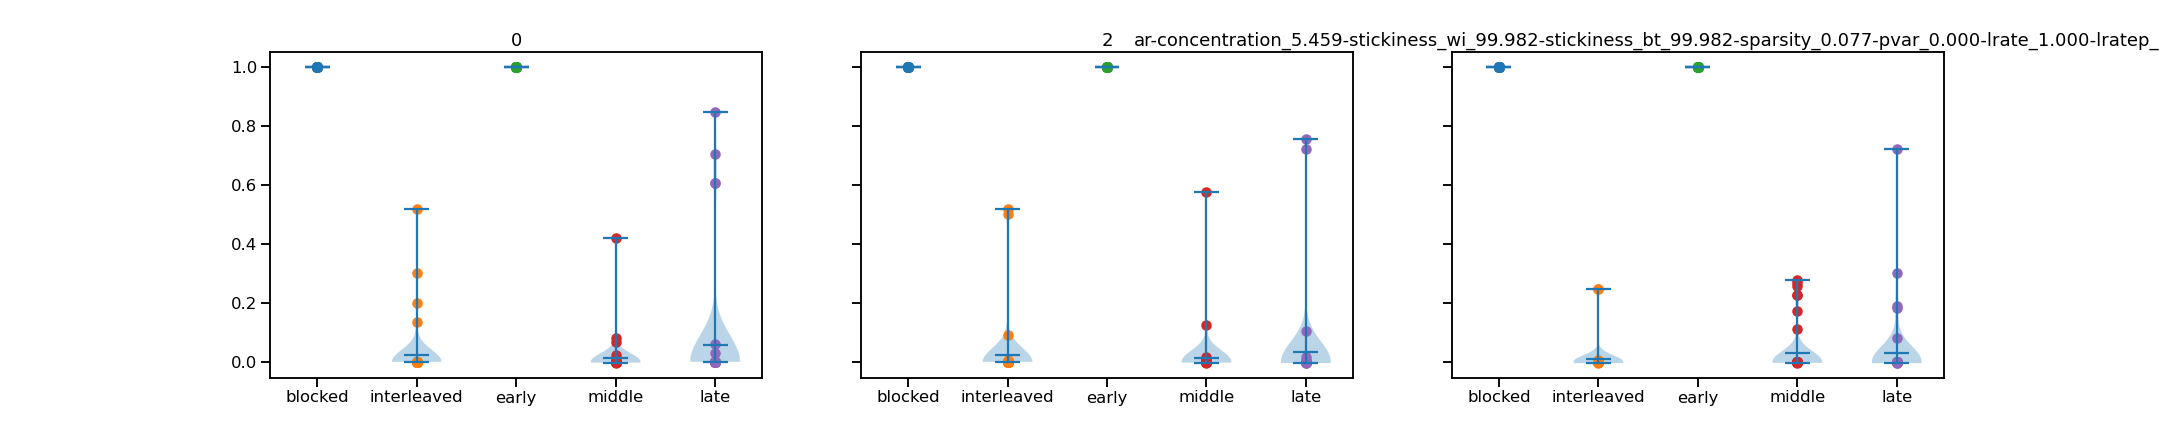 0
2 ar-concentration_5.459-stickiness_wi_99.982-stickiness_bt_99.982-sparsity_0.077-pvar_0.000-lrate_1.000-lratep_
1.0
0.8
0.6
0.4
0.2
0.0
blocked interleaved early middle late
blocked interleaved early middle late
blocked interleaved early middle late